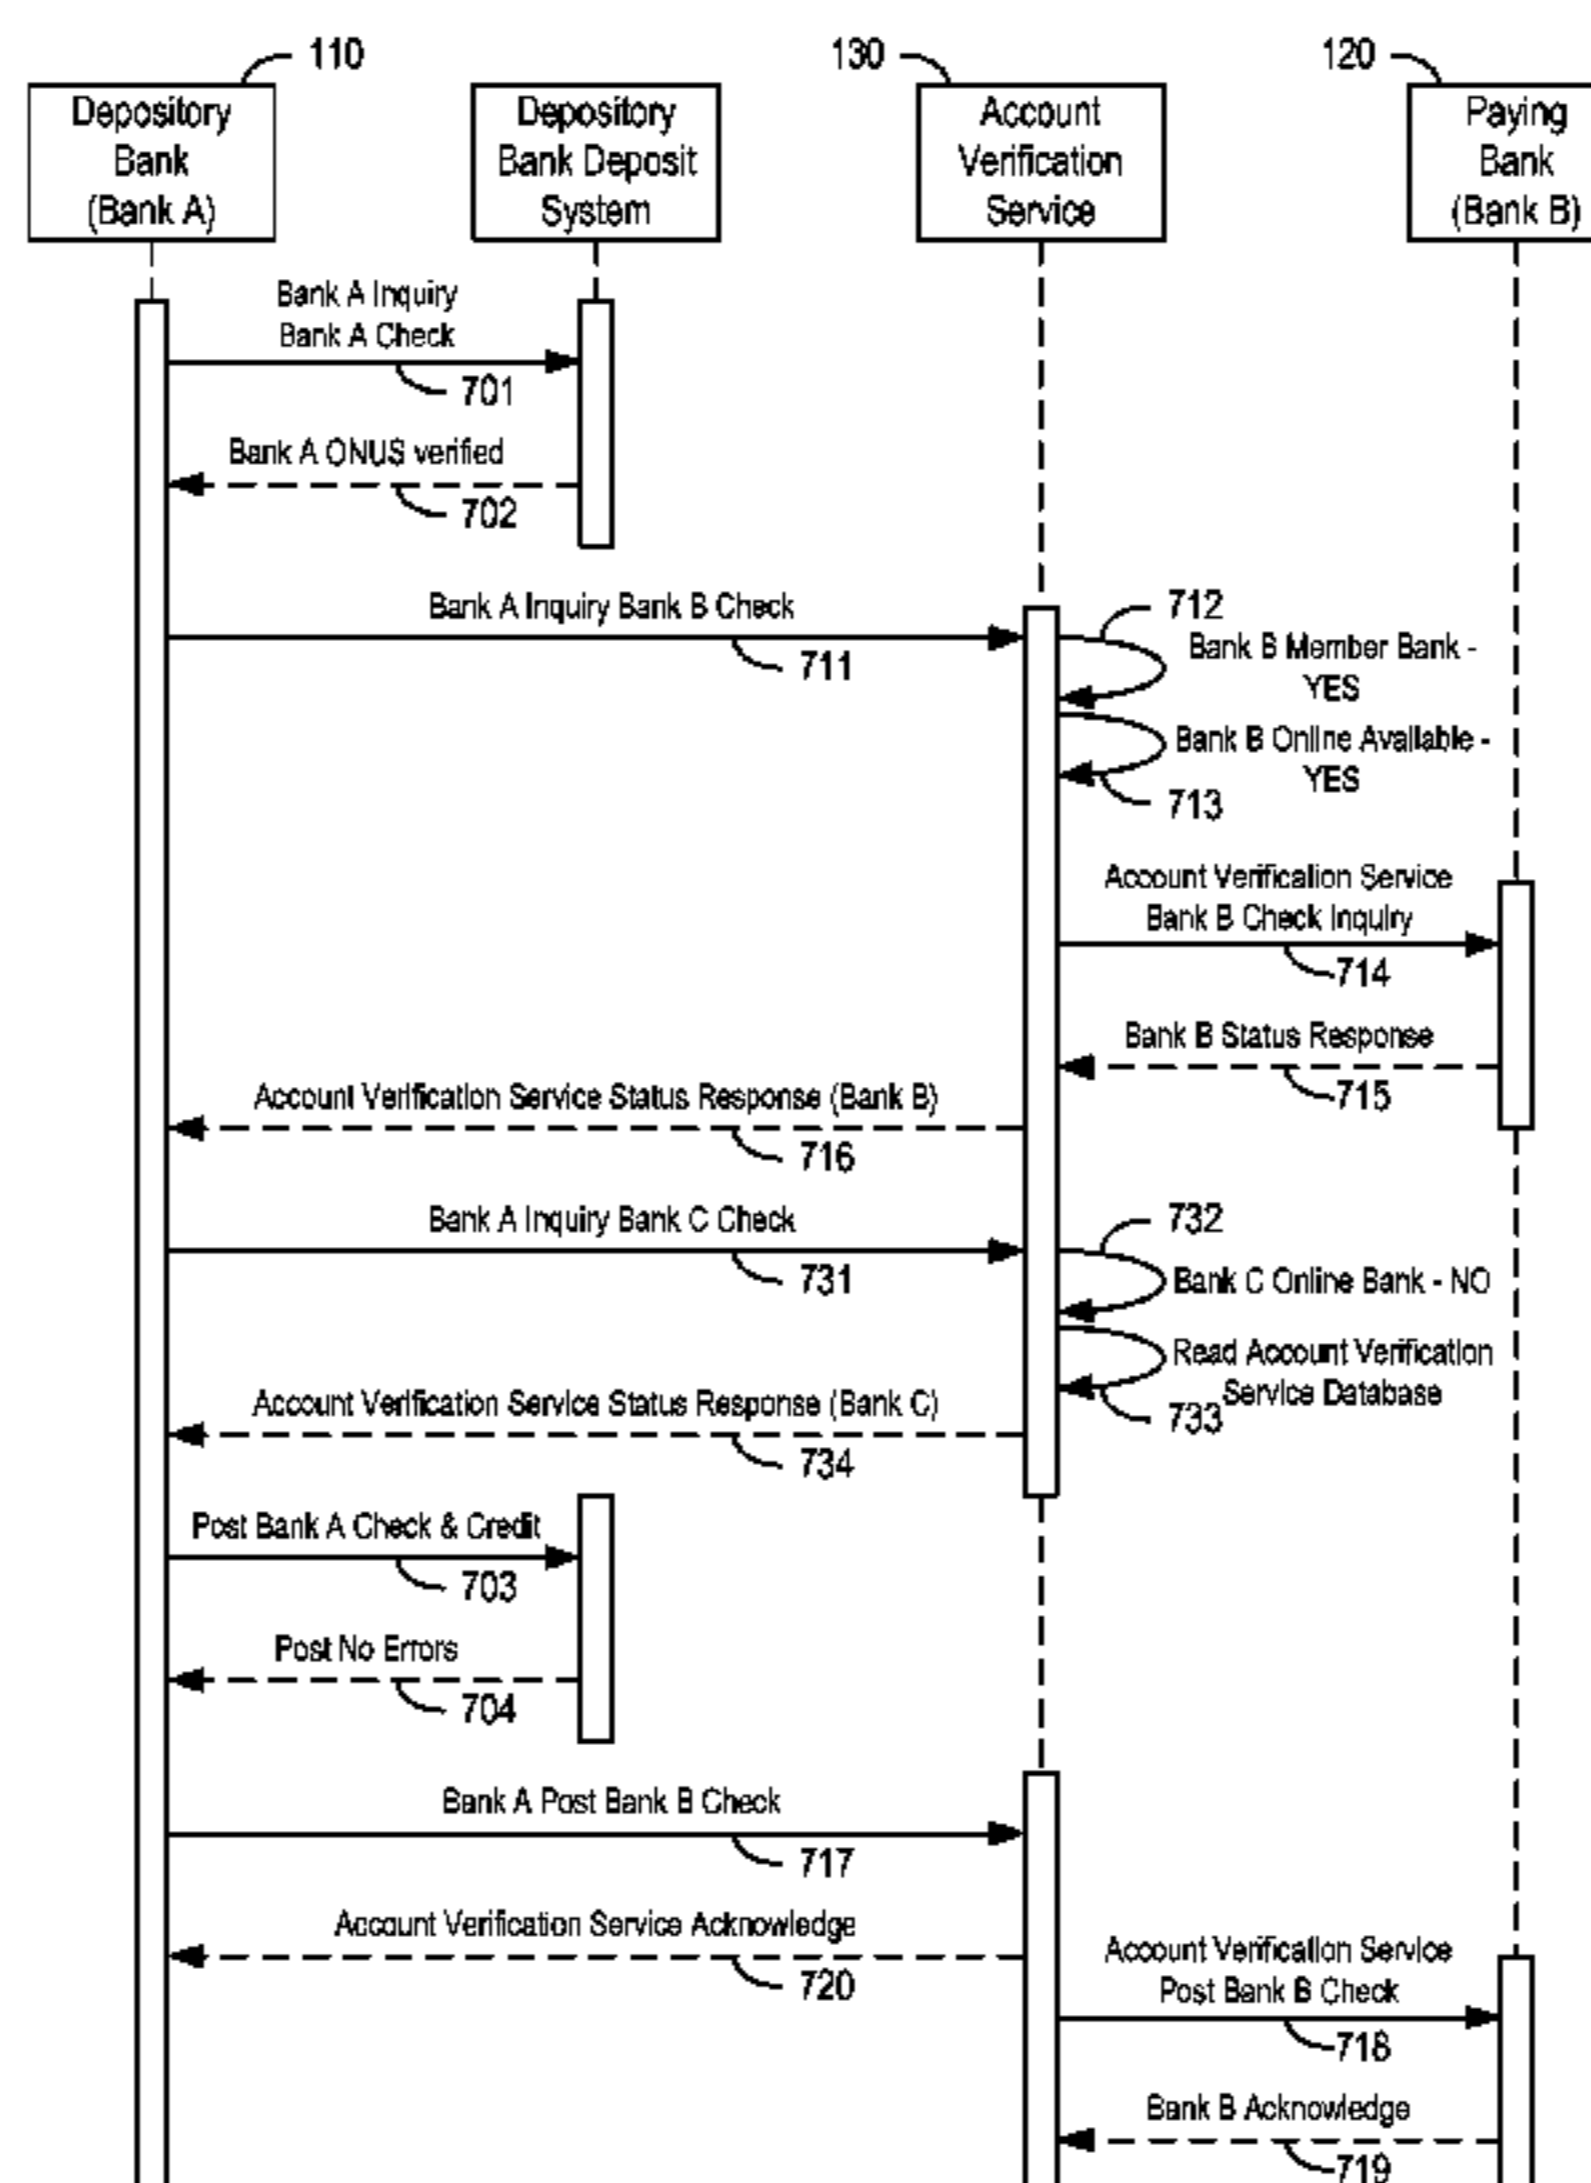 110
130
120
Depository
Bank
(Bank A)
Depository
Bank Deposit
System
Account
Verification
Service
Paying
Bank
(Bank B)
Bank A Inquiry
Bank A Check
701
Bank A ONUS verified
702
Bank A Inquiry Bank B Check
711
712
Bank B Member Bank -
YES
Bank B Online Available -
YES
713
Account Verification Service
Bank B Check Inquiry
714
Bank B Status Response
715
Account Verification Service Status Response (Bank B)
716
Bank A Inquiry Bank C Check
731
732
Bank C Online Bank - NO
Read Account Verification
Service Database
733
Account Verification Service Status Response (Bank C)
734
Post Bank A Check & Credit
703
Post No Errors
704
Bank A Post Bank B Check
717
Account Verification Service Acknowledge
720
Account Verification Service
Post Bank B Check
718
Bank B Acknowledge
719